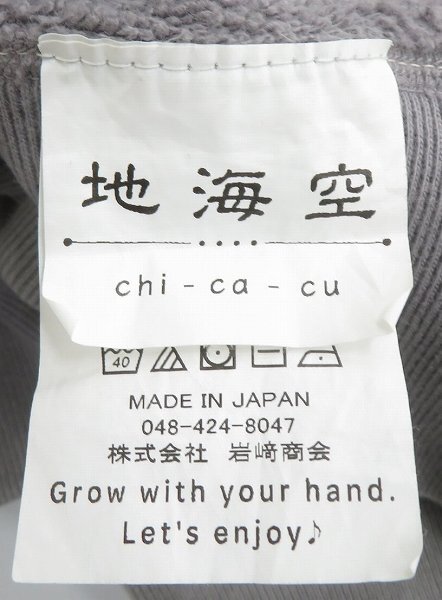 地海空
chi - ca - cu
40
MADE IN JAPAN
048-424-8047
株式会社 岩﨑商会
Grow with your hand.
Let's enjoy♪